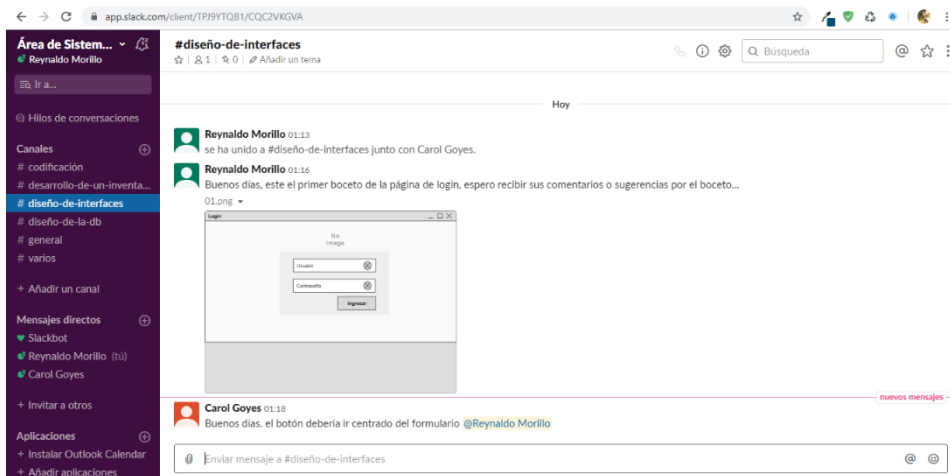 app.slack.com/client/TPJ9YTQB1/CQC2VKGVA
Área de Sistem...
Reynaldo Morillo
Ir a...
Hilos de conversaciones
Canales
# codificación
# desarrollo-de-un-inventa...
# diseño-de-interfaces
# diseño-de-la-db
# general
# varios
+ Añadir un canal
Mensajes directos
Slackbot
Reynaldo Morillo (tú)
Carol Goyes
+ Invitar a otros
Aplicaciones
+ Instalar Outlook Calendar
+ Añadir aplicaciones
#diseño-de-interfaces
1 | 0 | Añadir un tema
Búsqueda
Hoy
Reynaldo Morillo 01:13
se ha unido a #diseño-de-interfaces junto con Carol Goyes.
Reynaldo Morillo 01:16
Buenos días, este el primer boceto de la página de login, espero recibir sus comentarios o sugerencias por el boceto...
01.png
Login
No
Image
Usuario
Contraseña
Ingresar
nuevos mensajes
Carol Goyes 01:18
Buenos días. el botón debería ir centrado del formulario @Reynaldo Morillo
Enviar mensaje a #diseño-de-interfaces